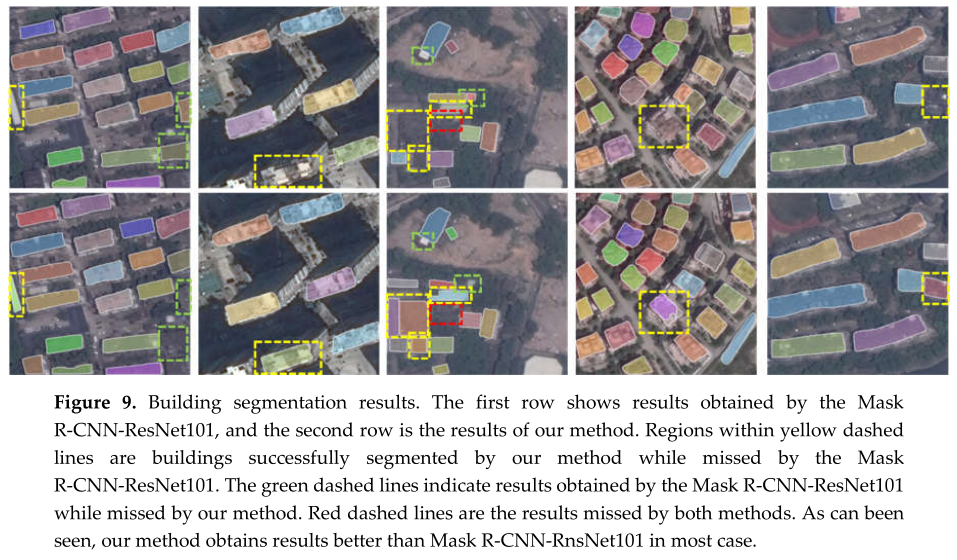 Figure 9. Building segmentation results. The first row shows results obtained by the Mask
R-CNN-ResNet101, and the second row is the results of our method. Regions within yellow dashed
lines are buildings successfully segmented by our method while missed by the Mask
R-CNN-ResNet101. The green dashed lines indicate results obtained by the Mask R-CNN-ResNet101
while missed by our method. Red dashed lines are the results missed by both methods. As can been
seen, our method obtains results better than Mask R-CNN-RnsNet101 in most case.